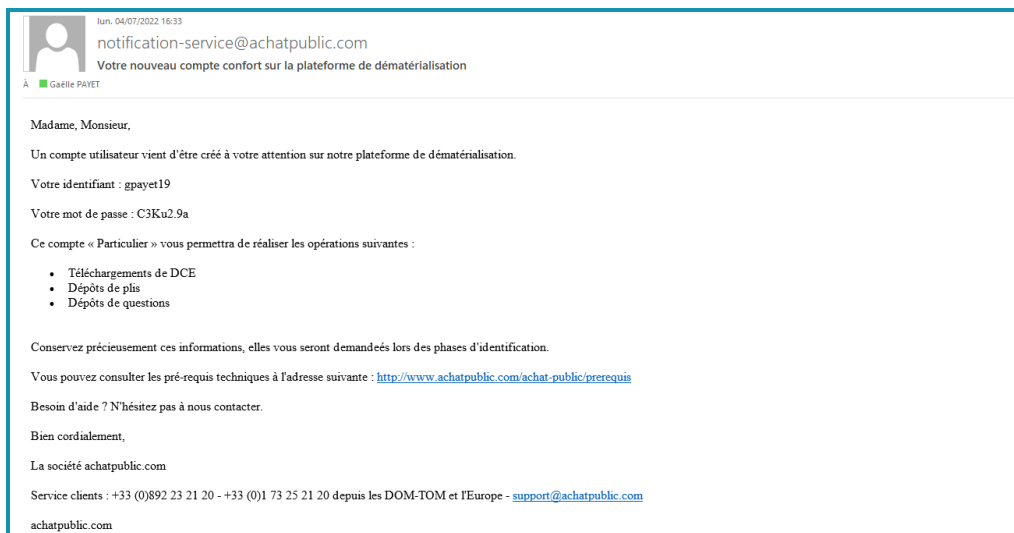 lun. 04/07/2022 16:33
notification-service@achatpublic.com
Votre nouveau compte confort sur la plateforme de dématérialisation
À Gaëlle PAYET
Madame, Monsieur,
Un compte utilisateur vient d'être créé à votre attention sur notre plateforme de dématérialisation.
Votre identifiant : gpayet19
Votre mot de passe : C3Ku2.9a
Ce compte « Particulier » vous permettra de réaliser les opérations suivantes :
• Téléchargements de DCE
• Dépôts de plis
• Dépôts de questions
Conservez précieusement ces informations, elles vous seront demandeés lors des phases d'identification.
Vous pouvez consulter les pré-requis techniques à l'adresse suivante : http://www.achatpublic.com/achat-public/prerequis
Besoin d'aide ? N'hésitez pas à nous contacter.
Bien cordialement,
La société achatpublic.com
Service clients : +33 (0)892 23 21 20 - +33 (0)1 73 25 21 20 depuis les DOM-TOM et l'Europe - support@achatpublic.com
achatpublic.com